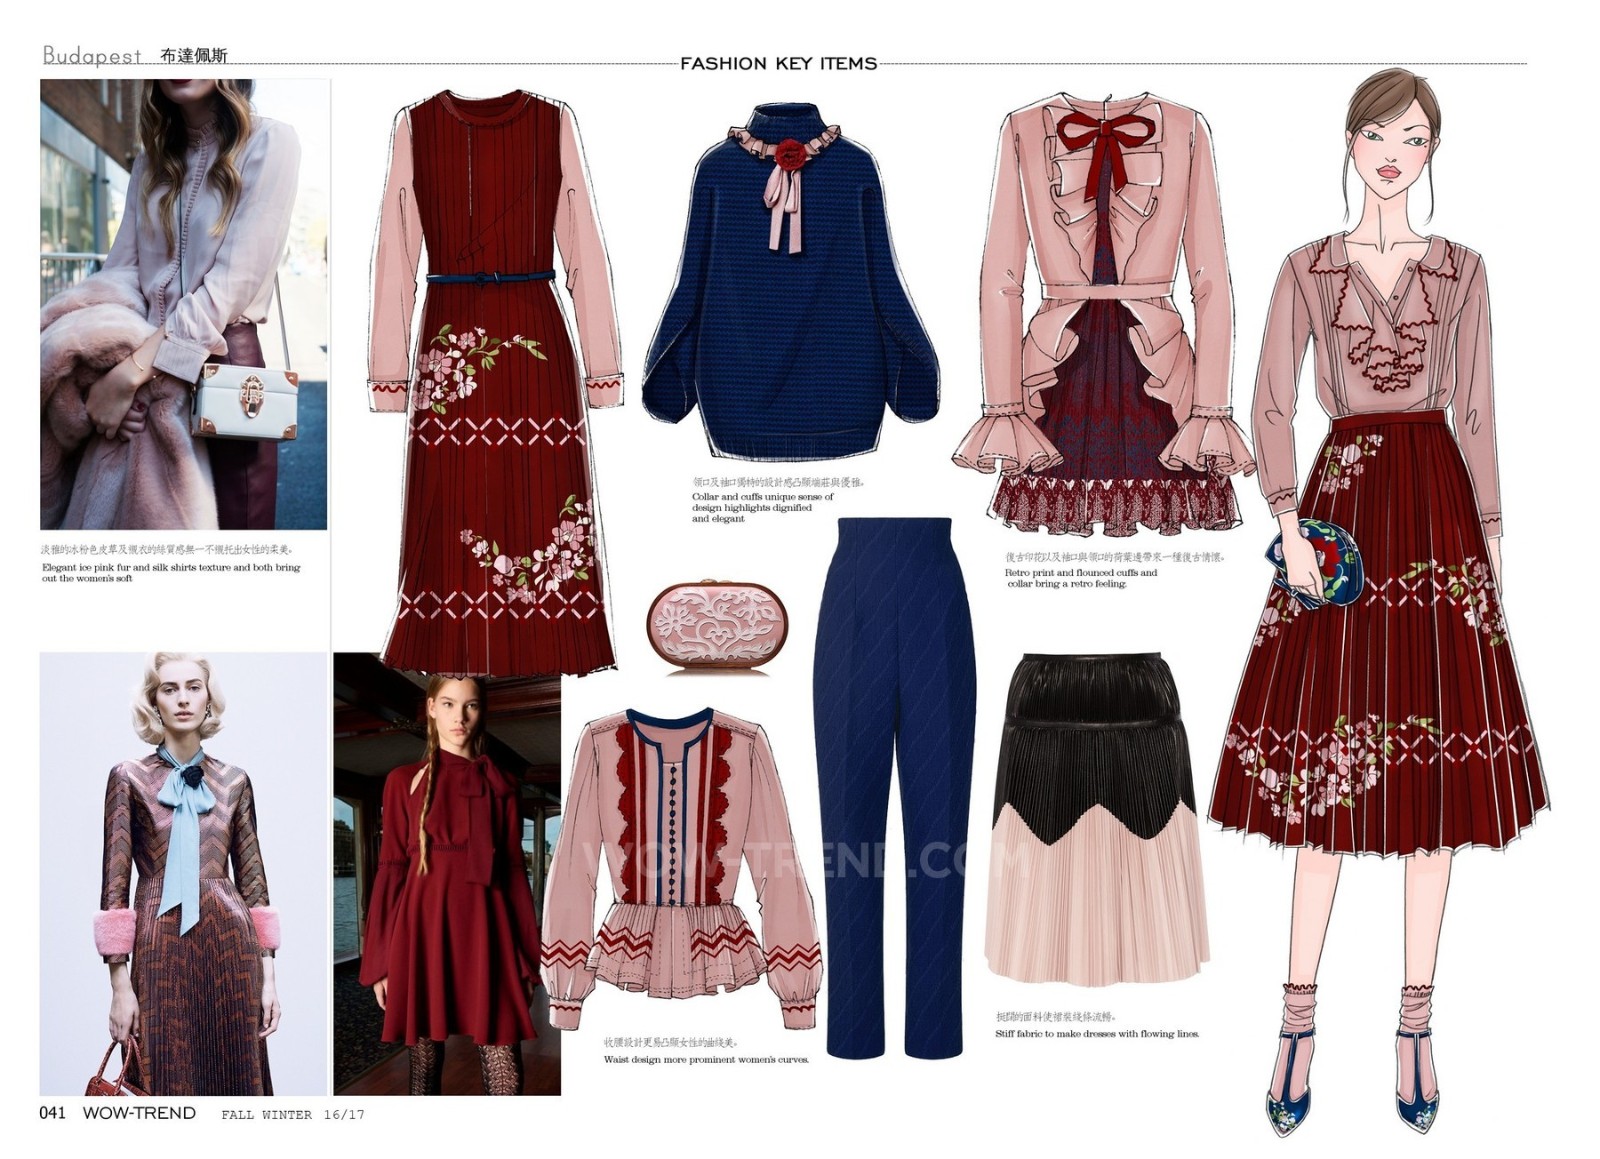 Budapest 布達佩斯
FASHION KEY ITEMS
淡雅的冰粉色皮草及襯衣的絲質感無一不襯托出女性的柔美。
Elegant ice pink fur and silk shirts texture and both bring
out the women's soft
領口及袖口獨特的設計感凸顯端莊與優雅。
Collar and cuffs unique sense of
design highlights dignified
and elegant
復古印花以及袖口與領口的荷葉邊帶來一種復古情懷。
Retro print and flounced cuffs and
collar bring a retro feeling.
WOW-TREND.COM
挺闊的面料使裙裝线條流暢。
Stiff fabric to make dresses with flowing lines.
收腰設計更易凸顯女性的曲线美。
Waist design more prominent women's curves.
041 WOW-TREND FALL WINTER 16/17